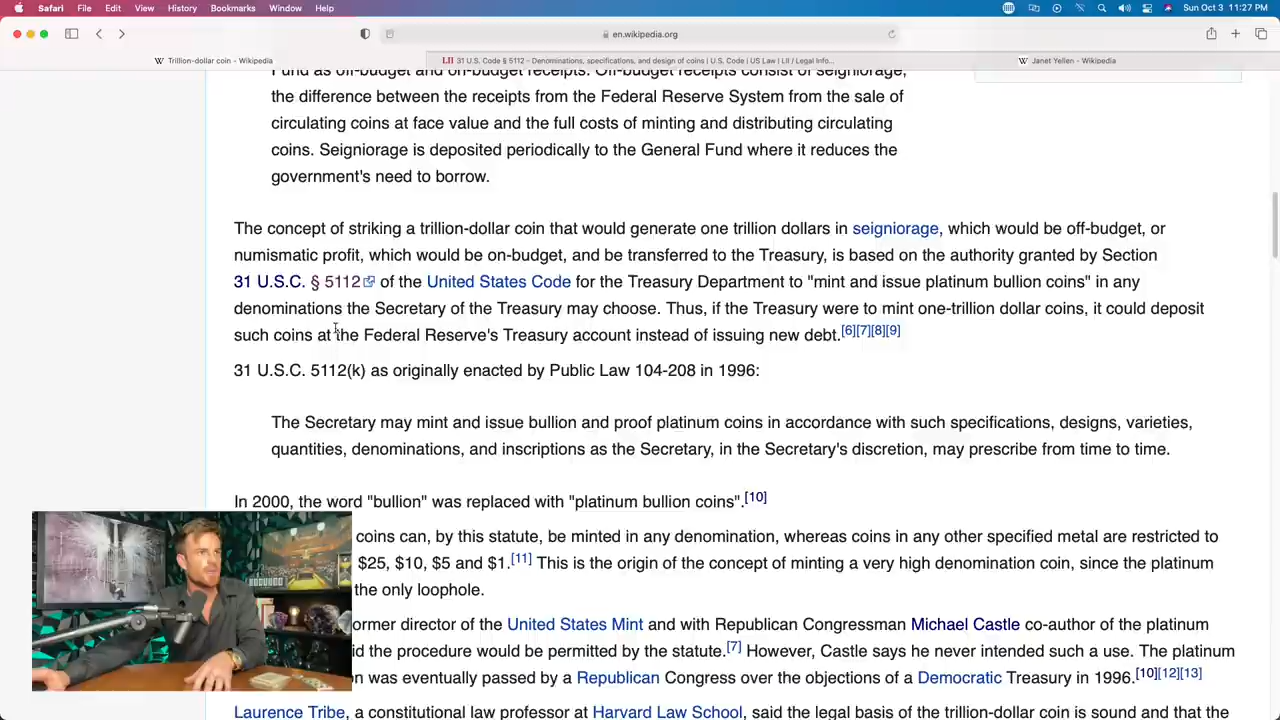 Safari File Edit View History Bookmarks Window Help Sun Oct 3 11:27 PM
en.wikipedia.org
Trillion-dollar coin - Wikipedia
LII 31 U.S. Code § 5112 - Denominations, specifications, and design of coins | U.S. Code | US Law | LII / Legal Info...
Janet Yellen - Wikipedia
Fund as off-budget and on-budget receipts. Off-budget receipts consist of seigniorage,
the difference between the receipts from the Federal Reserve System from the sale of
circulating coins at face value and the full costs of minting and distributing circulating
coins. Seigniorage is deposited periodically to the General Fund where it reduces the
government's need to borrow.
The concept of striking a trillion-dollar coin that would generate one trillion dollars in seigniorage, which would be off-budget, or
numismatic profit, which would be on-budget, and be transferred to the Treasury, is based on the authority granted by Section
31 U.S.C. § 5112 of the United States Code for the Treasury Department to "mint and issue platinum bullion coins" in any
denominations the Secretary of the Treasury may choose. Thus, if the Treasury were to mint one-trillion dollar coins, it could deposit
such coins at the Federal Reserve's Treasury account instead of issuing new debt.[6][7][8][9]
31 U.S.C. 5112(k) as originally enacted by Public Law 104-208 in 1996:
The Secretary may mint and issue bullion and proof platinum coins in accordance with such specifications, designs, varieties,
quantities, denominations, and inscriptions as the Secretary, in the Secretary's discretion, may prescribe from time to time.
In 2000, the word "bullion" was replaced with "platinum bullion coins".[10]
coins can, by this statute, be minted in any denomination, whereas coins in any other specified metal are restricted to
$25, $10, $5 and $1.[11] This is the origin of the concept of minting a very high denomination coin, since the platinum
the only loophole.
ormer director of the United States Mint and with Republican Congressman Michael Castle co-author of the platinum
id the procedure would be permitted by the statute.[7] However, Castle says he never intended such a use. The platinum
n was eventually passed by a Republican Congress over the objections of a Democratic Treasury in 1996.[10][12][13]
Laurence Tribe, a constitutional law professor at Harvard Law School, said the legal basis of the trillion-dollar coin is sound and that the